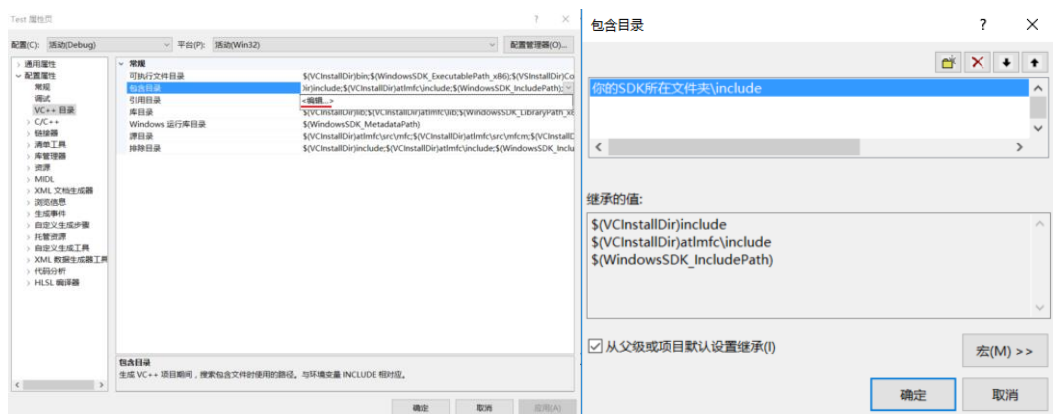 Test 属性页
? ×
配置(C): 活动(Debug) 平台(P): 活动(Win32) 配置管理器(O)...
通用属性
配置属性
常规
调试
VC++ 目录
C/C++
链接器
清单工具
库管理器
资源
MIDL
XML 文档生成器
浏览信息
生成事件
自定义生成步骤
托管资源
自定义生成工具
XML 数据生成器工具
代码分析
HLSL 编译器
常规
可执行文件目录 $(VCInstallDir)bin;$(WindowsSDK_ExecutablePath_x86);$(VSInstallDir)Co
包含目录 Dir)include;$(VCInstallDir)atlmfc\include;$(WindowsSDK_IncludePath);
引用目录 <编辑...>
库目录 $(VCInstallDir)lib;$(VCInstallDir)atlmfc\lib;$(WindowsSDK_LibraryPath_x8
Windows 运行库目录 $(WindowsSDK_MetadataPath)
源目录 $(VCInstallDir)atlmfc\src\mfc;$(VCInstallDir)atlmfc\src\mfcm;$(VCInstallD
排除目录 $(VCInstallDir)include;$(VCInstallDir)atlmfc\include;$(WindowsSDK_Inclu
包含目录
生成 VC++ 项目期间，搜索包含文件时使用的路径。与环境变量 INCLUDE 相对应。
确定 取消 应用(A)
包含目录
? ×
你的SDK所在文件夹\include
继承的值:
$(VCInstallDir)include
$(VCInstallDir)atlmfc\include
$(WindowsSDK_IncludePath)
从父级或项目默认设置继承(I)
宏(M) >>
确定 取消